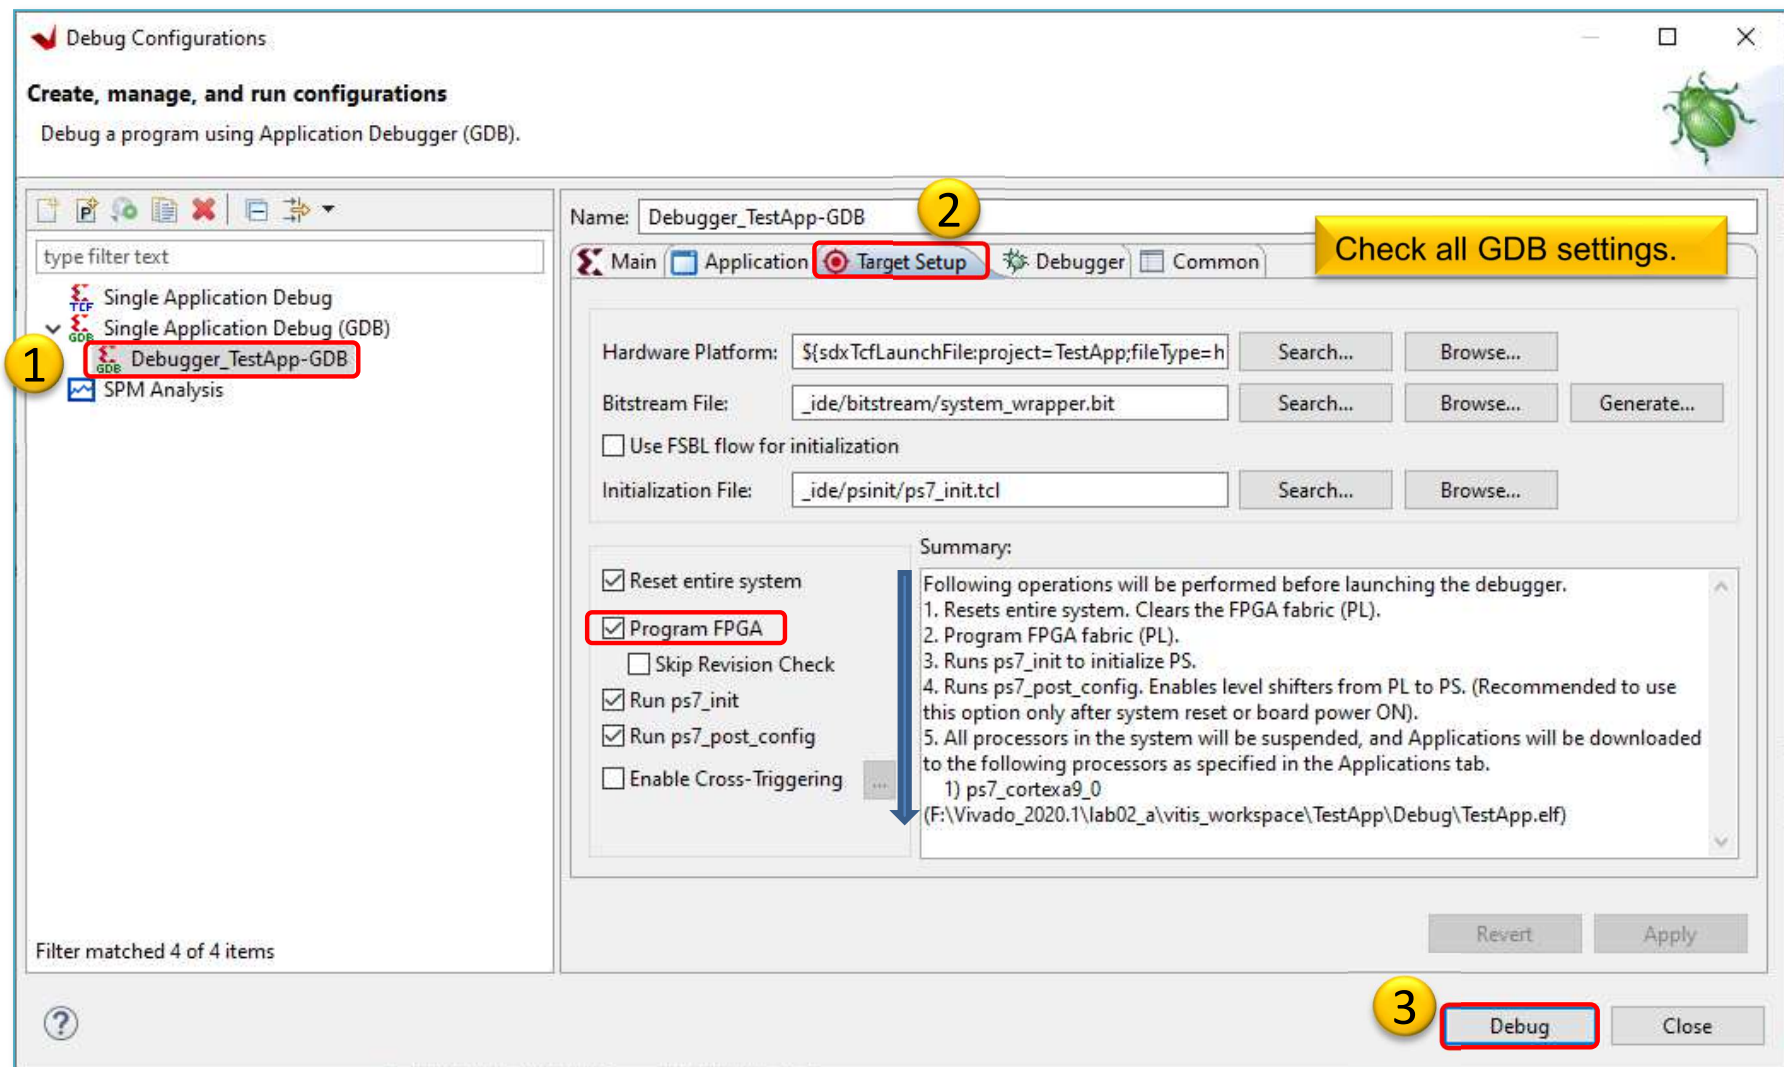 Debug Configurations
Create, manage, and run configurations
Debug a program using Application Debugger (GDB).
type filter text
TCF Single Application Debug
GDB Single Application Debug (GDB)
1
GDB Debugger_TestApp-GDB
SPM Analysis
Filter matched 4 of 4 items
Name: Debugger_TestApp-GDB
2
Check all GDB settings.
Main Application Target Setup Debugger Common
Hardware Platform: ${sdxTcfLaunchFile:project=TestApp;fileType=h Search... Browse...
Bitstream File: _ide/bitstream/system_wrapper.bit Search... Browse... Generate...
Use FSBL flow for initialization
Initialization File: _ide/psinit/ps7_init.tcl Search... Browse...
Reset entire system
Program FPGA
Skip Revision Check
Run ps7_init
Run ps7_post_config
Enable Cross-Triggering ...
Summary:
Following operations will be performed before launching the debugger.
1. Resets entire system. Clears the FPGA fabric (PL).
2. Program FPGA fabric (PL).
3. Runs ps7_init to initialize PS.
4. Runs ps7_post_config. Enables level shifters from PL to PS. (Recommended to use
this option only after system reset or board power ON).
5. All processors in the system will be suspended, and Applications will be downloaded
to the following processors as specified in the Applications tab.
1) ps7_cortexa9_0
(F:\Vivado_2020.1\lab02_a\vitis_workspace\TestApp\Debug\TestApp.elf)
Revert Apply
3
Debug Close